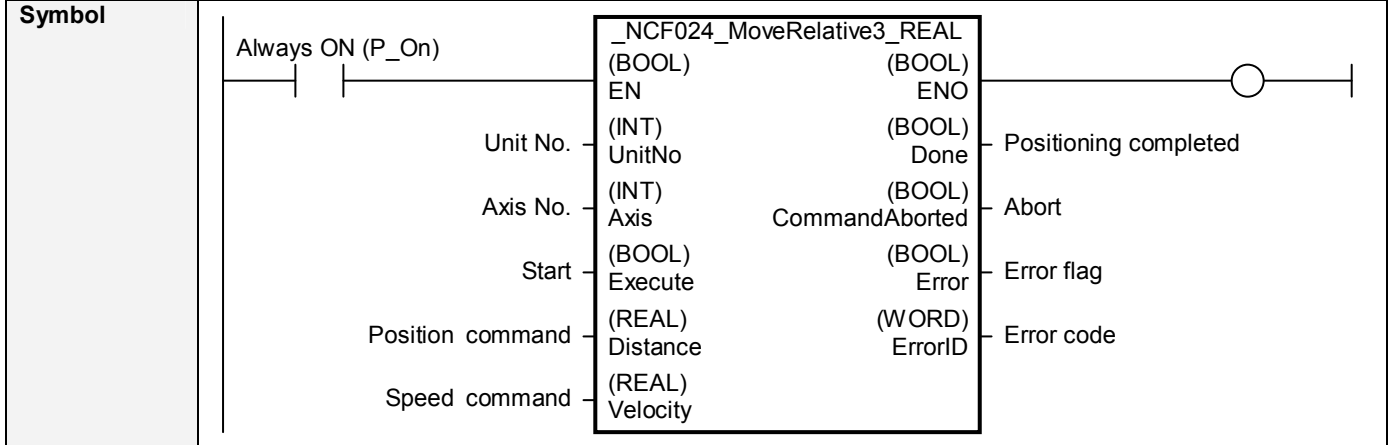 Symbol
Always ON (P_On)
_NCF024_MoveRelative3_REAL
(BOOL) (BOOL)
EN ENO
Unit No. (INT) (BOOL) Positioning completed
UnitNo Done
Axis No. (INT) (BOOL) Abort
Axis CommandAborted
Start (BOOL) (BOOL) Error flag
Execute Error
Position command (REAL) (WORD) Error code
Distance ErrorID
Speed command (REAL)
Velocity